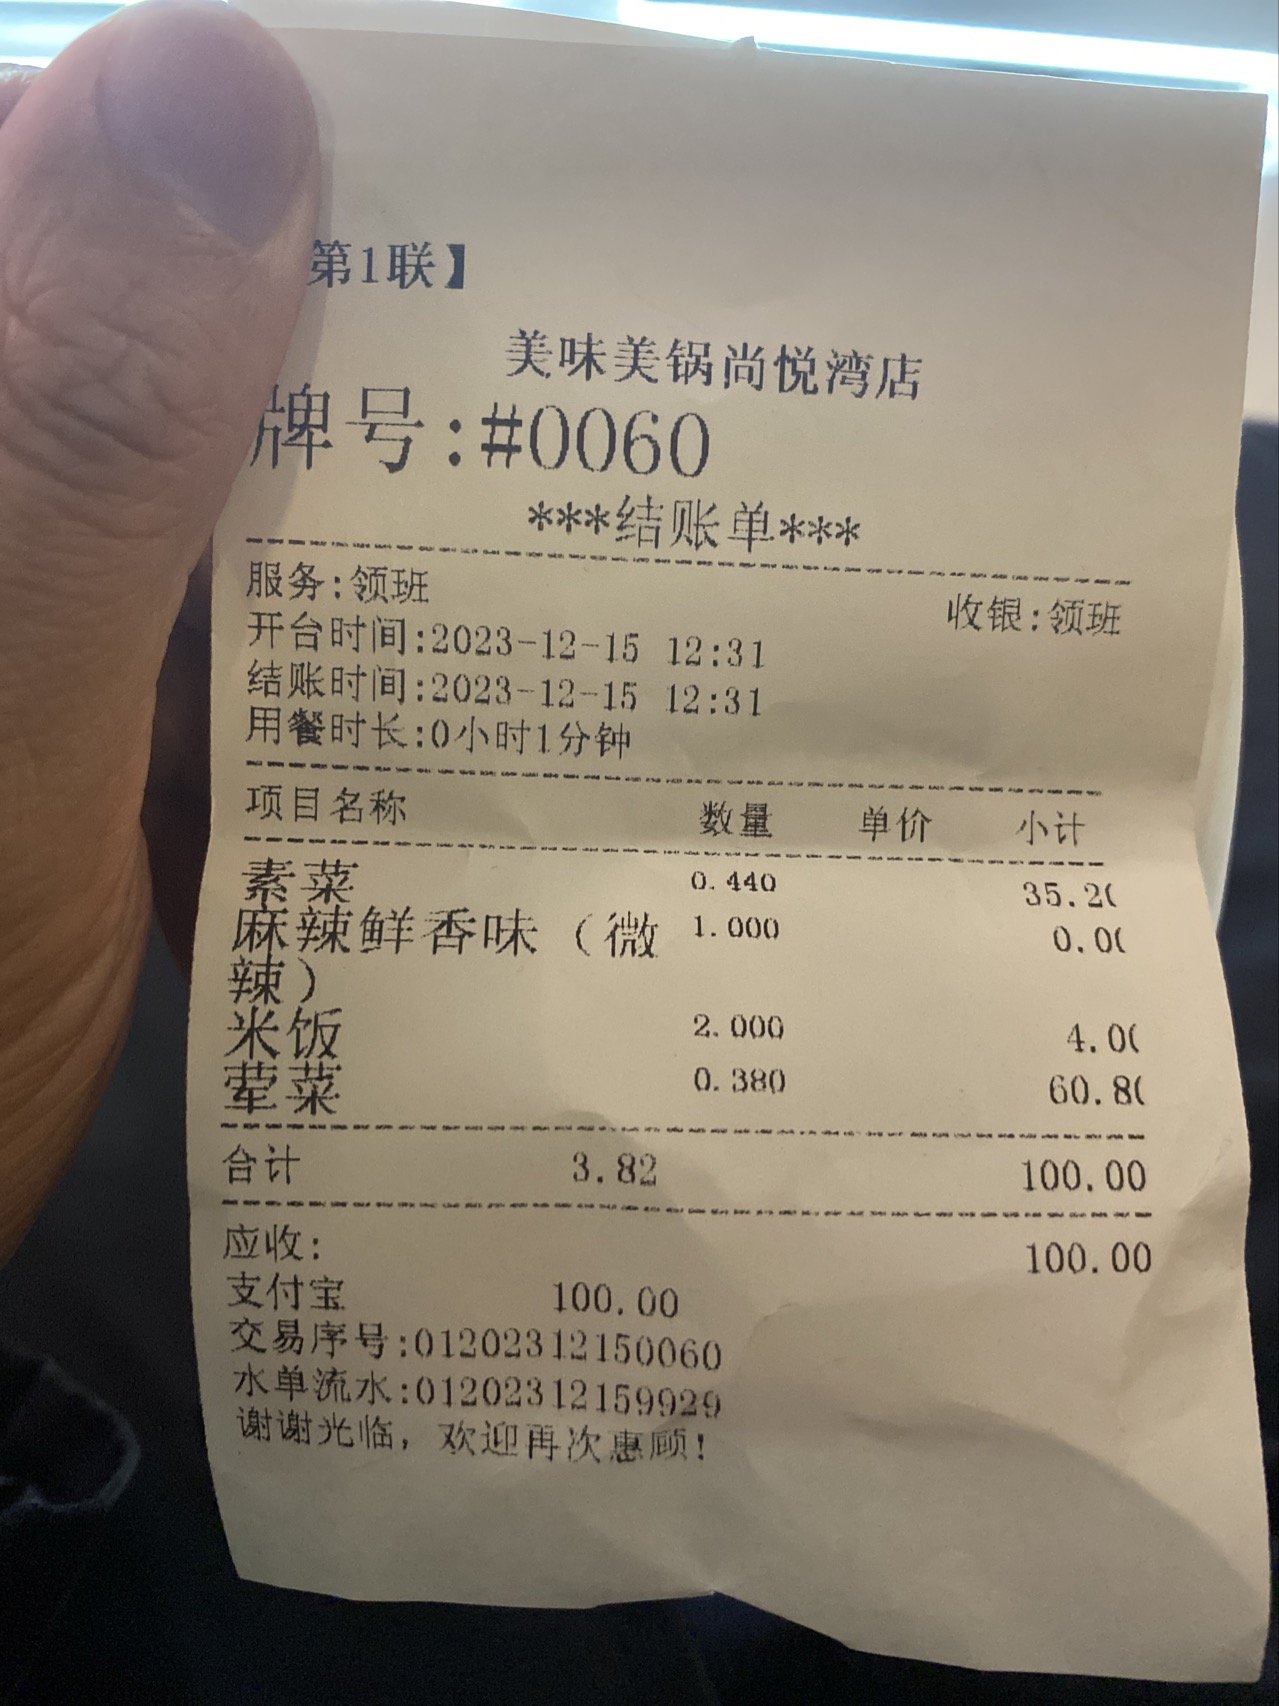 第1联】
美味美锅尚悦湾店
牌号:#0060
***结账单***
服务:领班 收银:领班
开台时间:2023-12-15 12:31
结账时间:2023-12-15 12:31
用餐时长:0小时1分钟
项目名称 数量 单价 小计
素菜 0.440 35.20
麻辣鲜香味（微 1.000 0.00
辣）
米饭 2.000 4.00
荤菜 0.380 60.80
合计 3.82 100.00
应收: 100.00
支付宝 100.00
交易序号:01202312150060
水单流水:01202312159929
谢谢光临，欢迎再次惠顾!